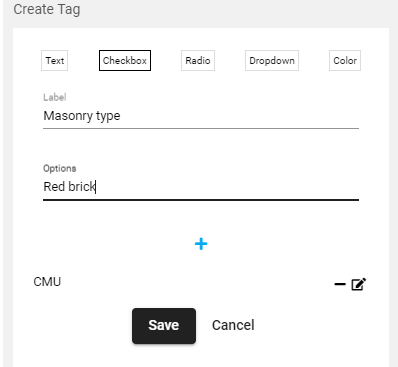 Create Tag
Text Checkbox Radio Dropdown Color
Label
Masonry type
Options
Red brick
CMU
Save Cancel